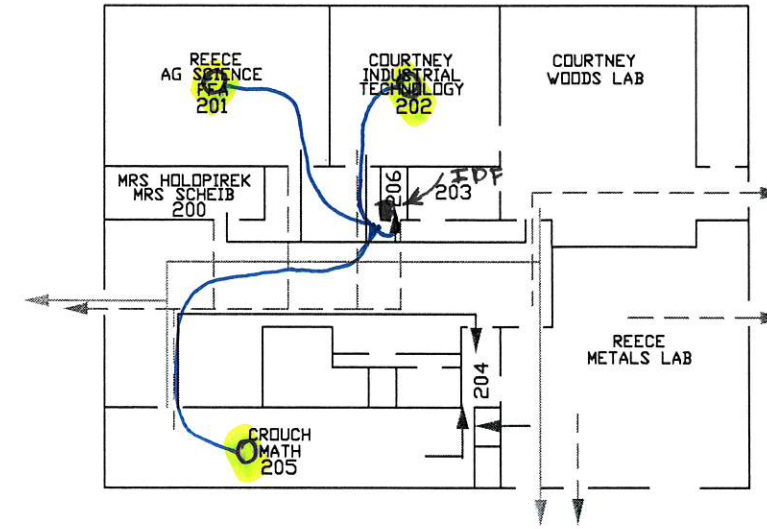 REECE
AG SCIENCE
FFA
201
COURTNEY
INDUSTRIAL
TECHNOLOGY
202
COURTNEY
WOODS LAB
MRS HOLOPIREK
MRS SCHEIB
200
206
IDF
203
REECE
METALS LAB
204
CROUCH
MATH
205